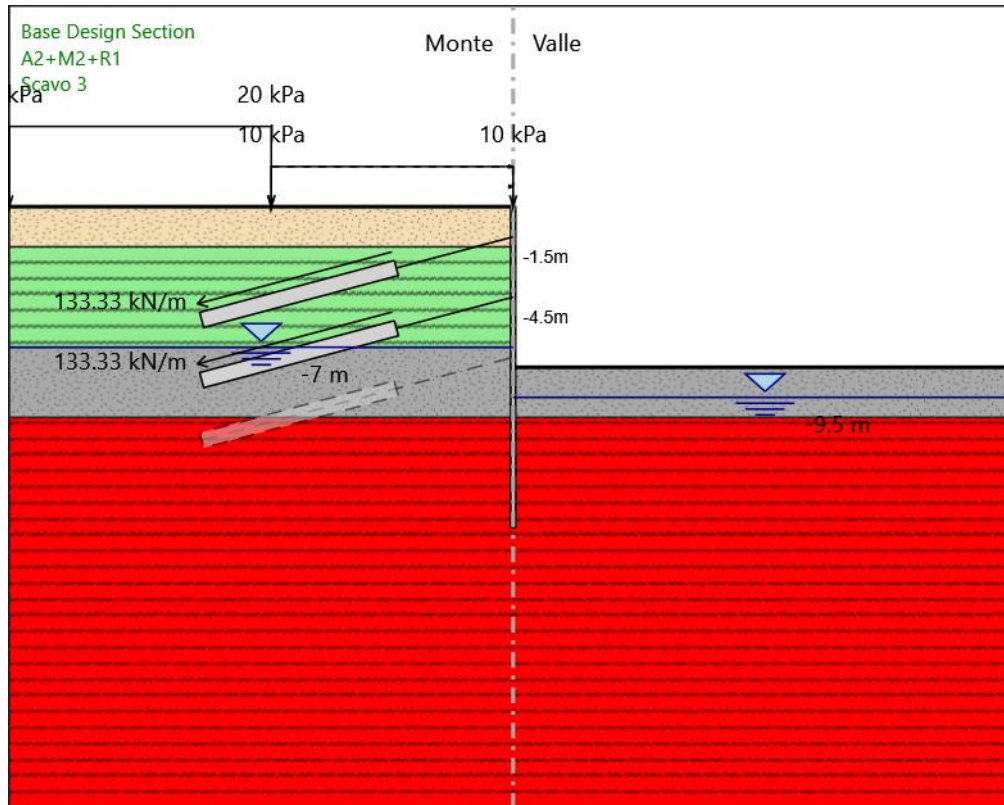 Base Design Section
A2+M2+R1
Scavo 3
Monte
Valle
kPa
20 kPa
10 kPa
10 kPa
-1.5m
133.33 kN/m
-4.5m
133.33 kN/m
-7 m
-9.5 m